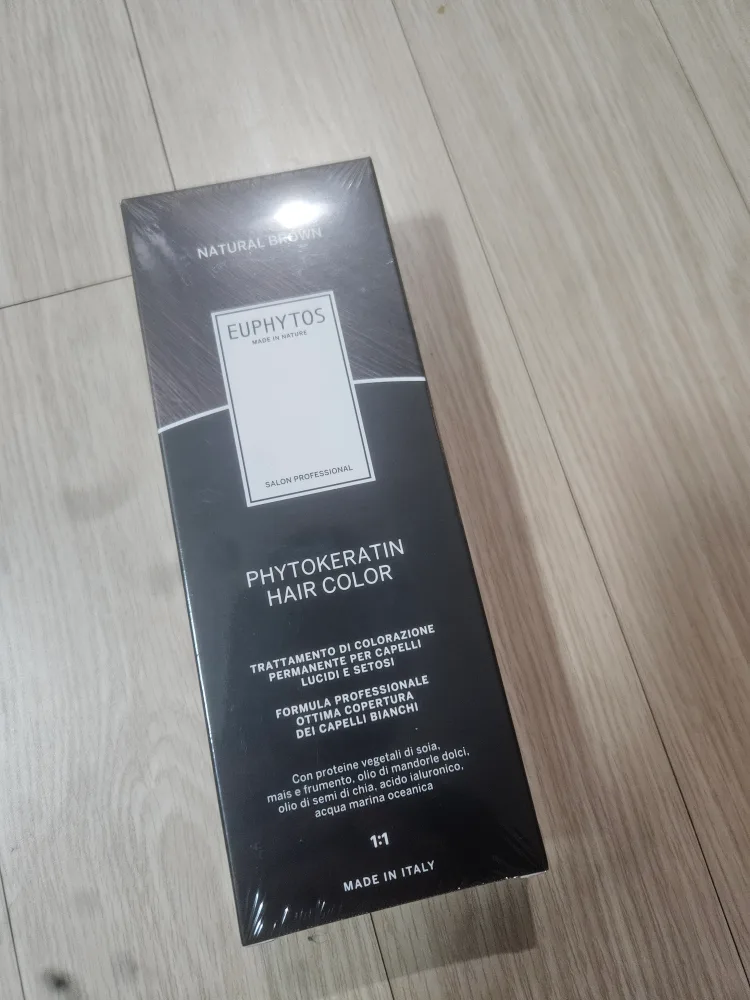 NATURAL BROWN
EUPHYTOS
MADE IN NATURE
SALON PROFESSIONAL
PHYTOKERATIN
HAIR COLOR
TRATTAMENTO DI COLORAZIONE
PERMANENTE PER CAPELLI
LUCIDI E SETOSI
FORMULA PROFESSIONALE
OTTIMA COPERTURA
DEI CAPELLI BIANCHI
Con proteine vegetali di soia,
mais e frumento, olio di mandorle dolci,
olio di semi di chia, acido ialuronico,
acqua marina oceanica
1:1
MADE IN ITALY